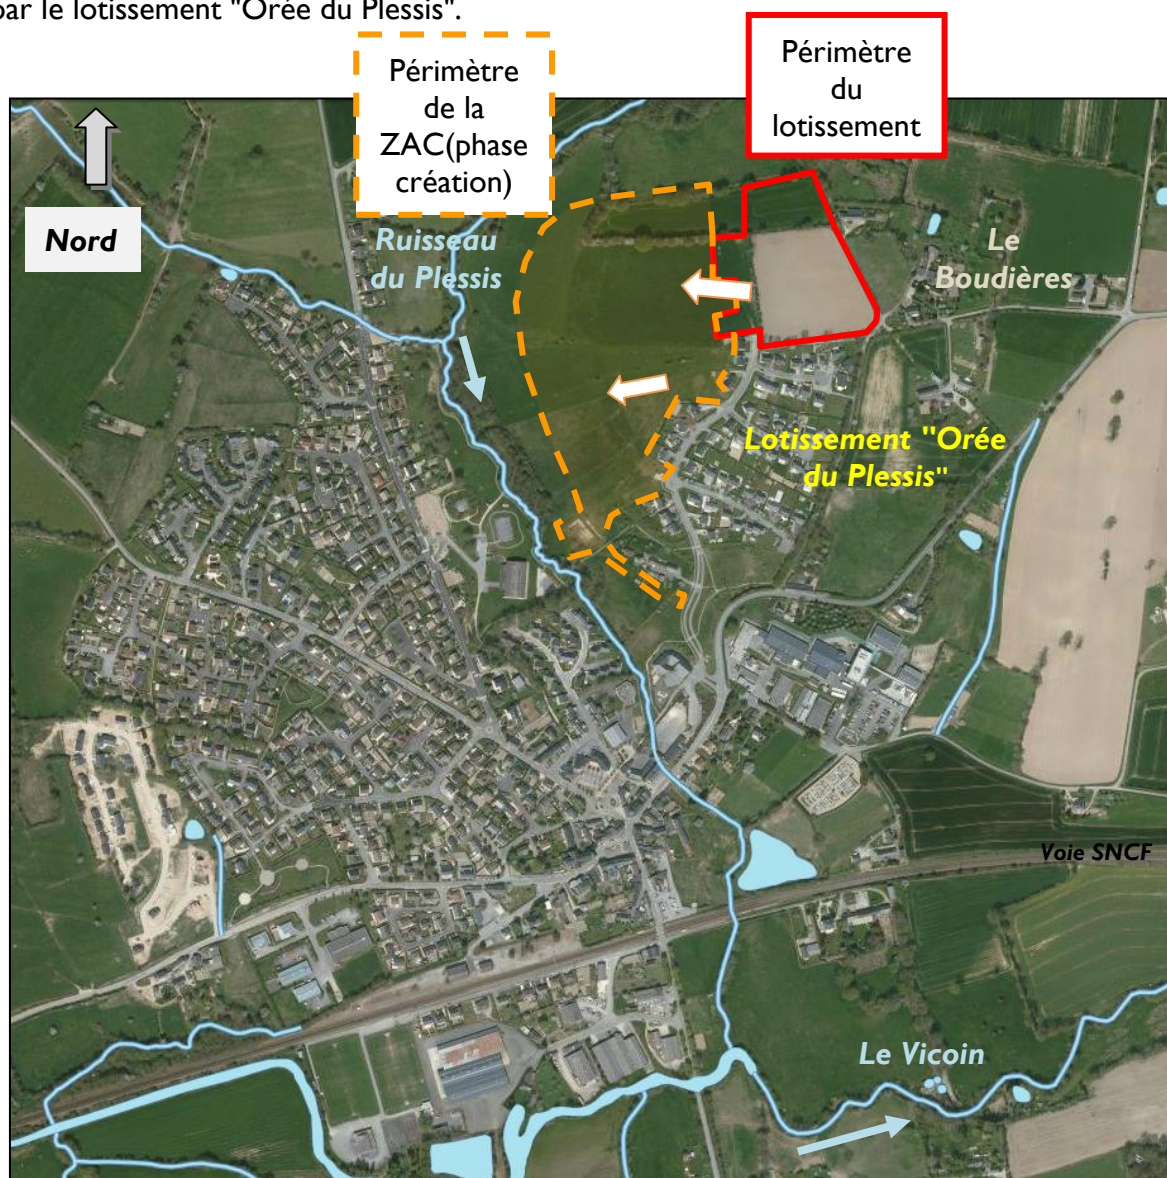 par le lotissement "Orée du Plessis".
Périmètre
de la
ZAC(phase
création)
Périmètre
du
lotissement
Nord
Ruisseau
du Plessis
Le
Boudières
Lotissement "Orée
du Plessis"
Voie SNCF
Le Vicoin